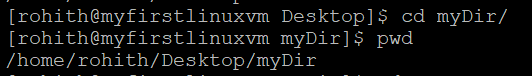 [rohith@myfirstlinuxvm Desktop]$ cd myDir/
[rohith@myfirstlinuxvm myDir]$ pwd
/home/rohith/Desktop/myDir